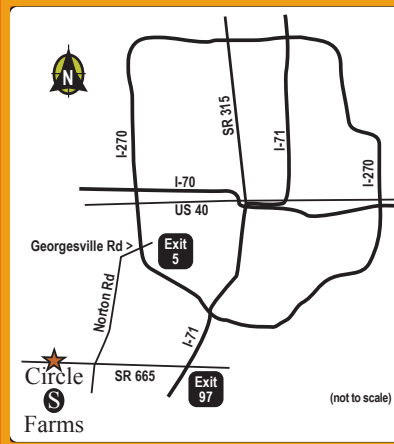 N
SR 315
I-71
I-270
I-270
I-70
US 40
Georgesville Rd >
Exit
5
Norton Rd
I-71
SR 665
Exit
97
Circle
S
Farms
(not to scale)